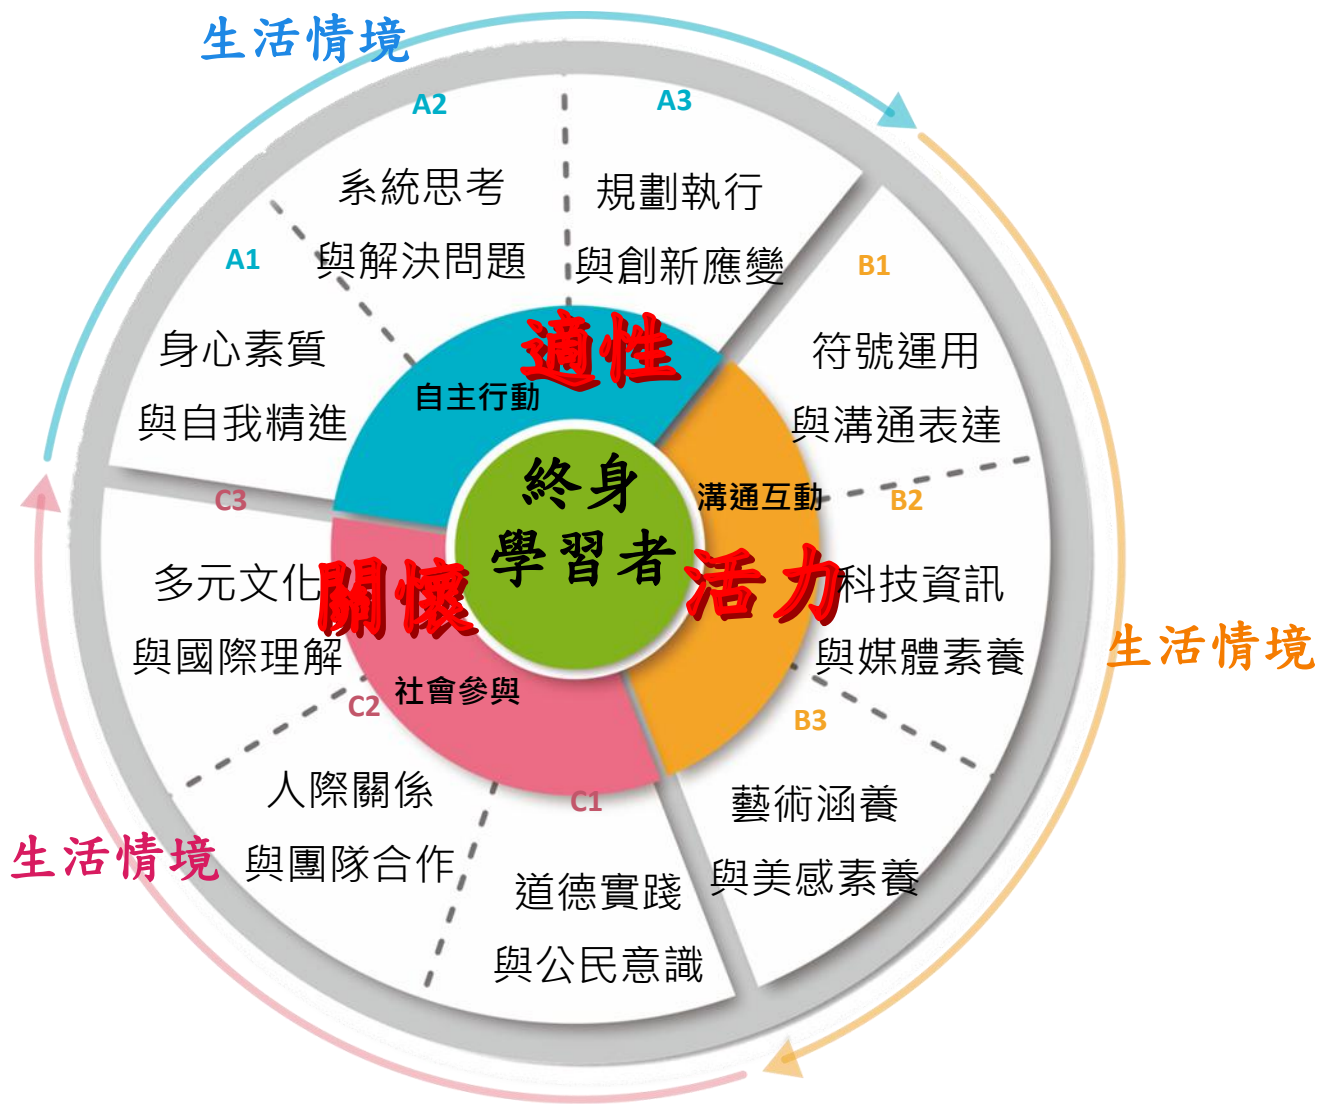 生活情境
A2
A3
系統思考
與解決問題
規劃執行
與創新應變
A1
身心素質
與自我精進
B1
符號運用
與溝通表達
適性
自主行動
終身
學習者
溝通互動
B2
C3
多元文化
與國際理解
關懷
活力
科技資訊
與媒體素養
生活情境
C2
社會參與
B3
人際關係
與團隊合作
C1
藝術涵養
與美感素養
生活情境
道德實踐
與公民意識